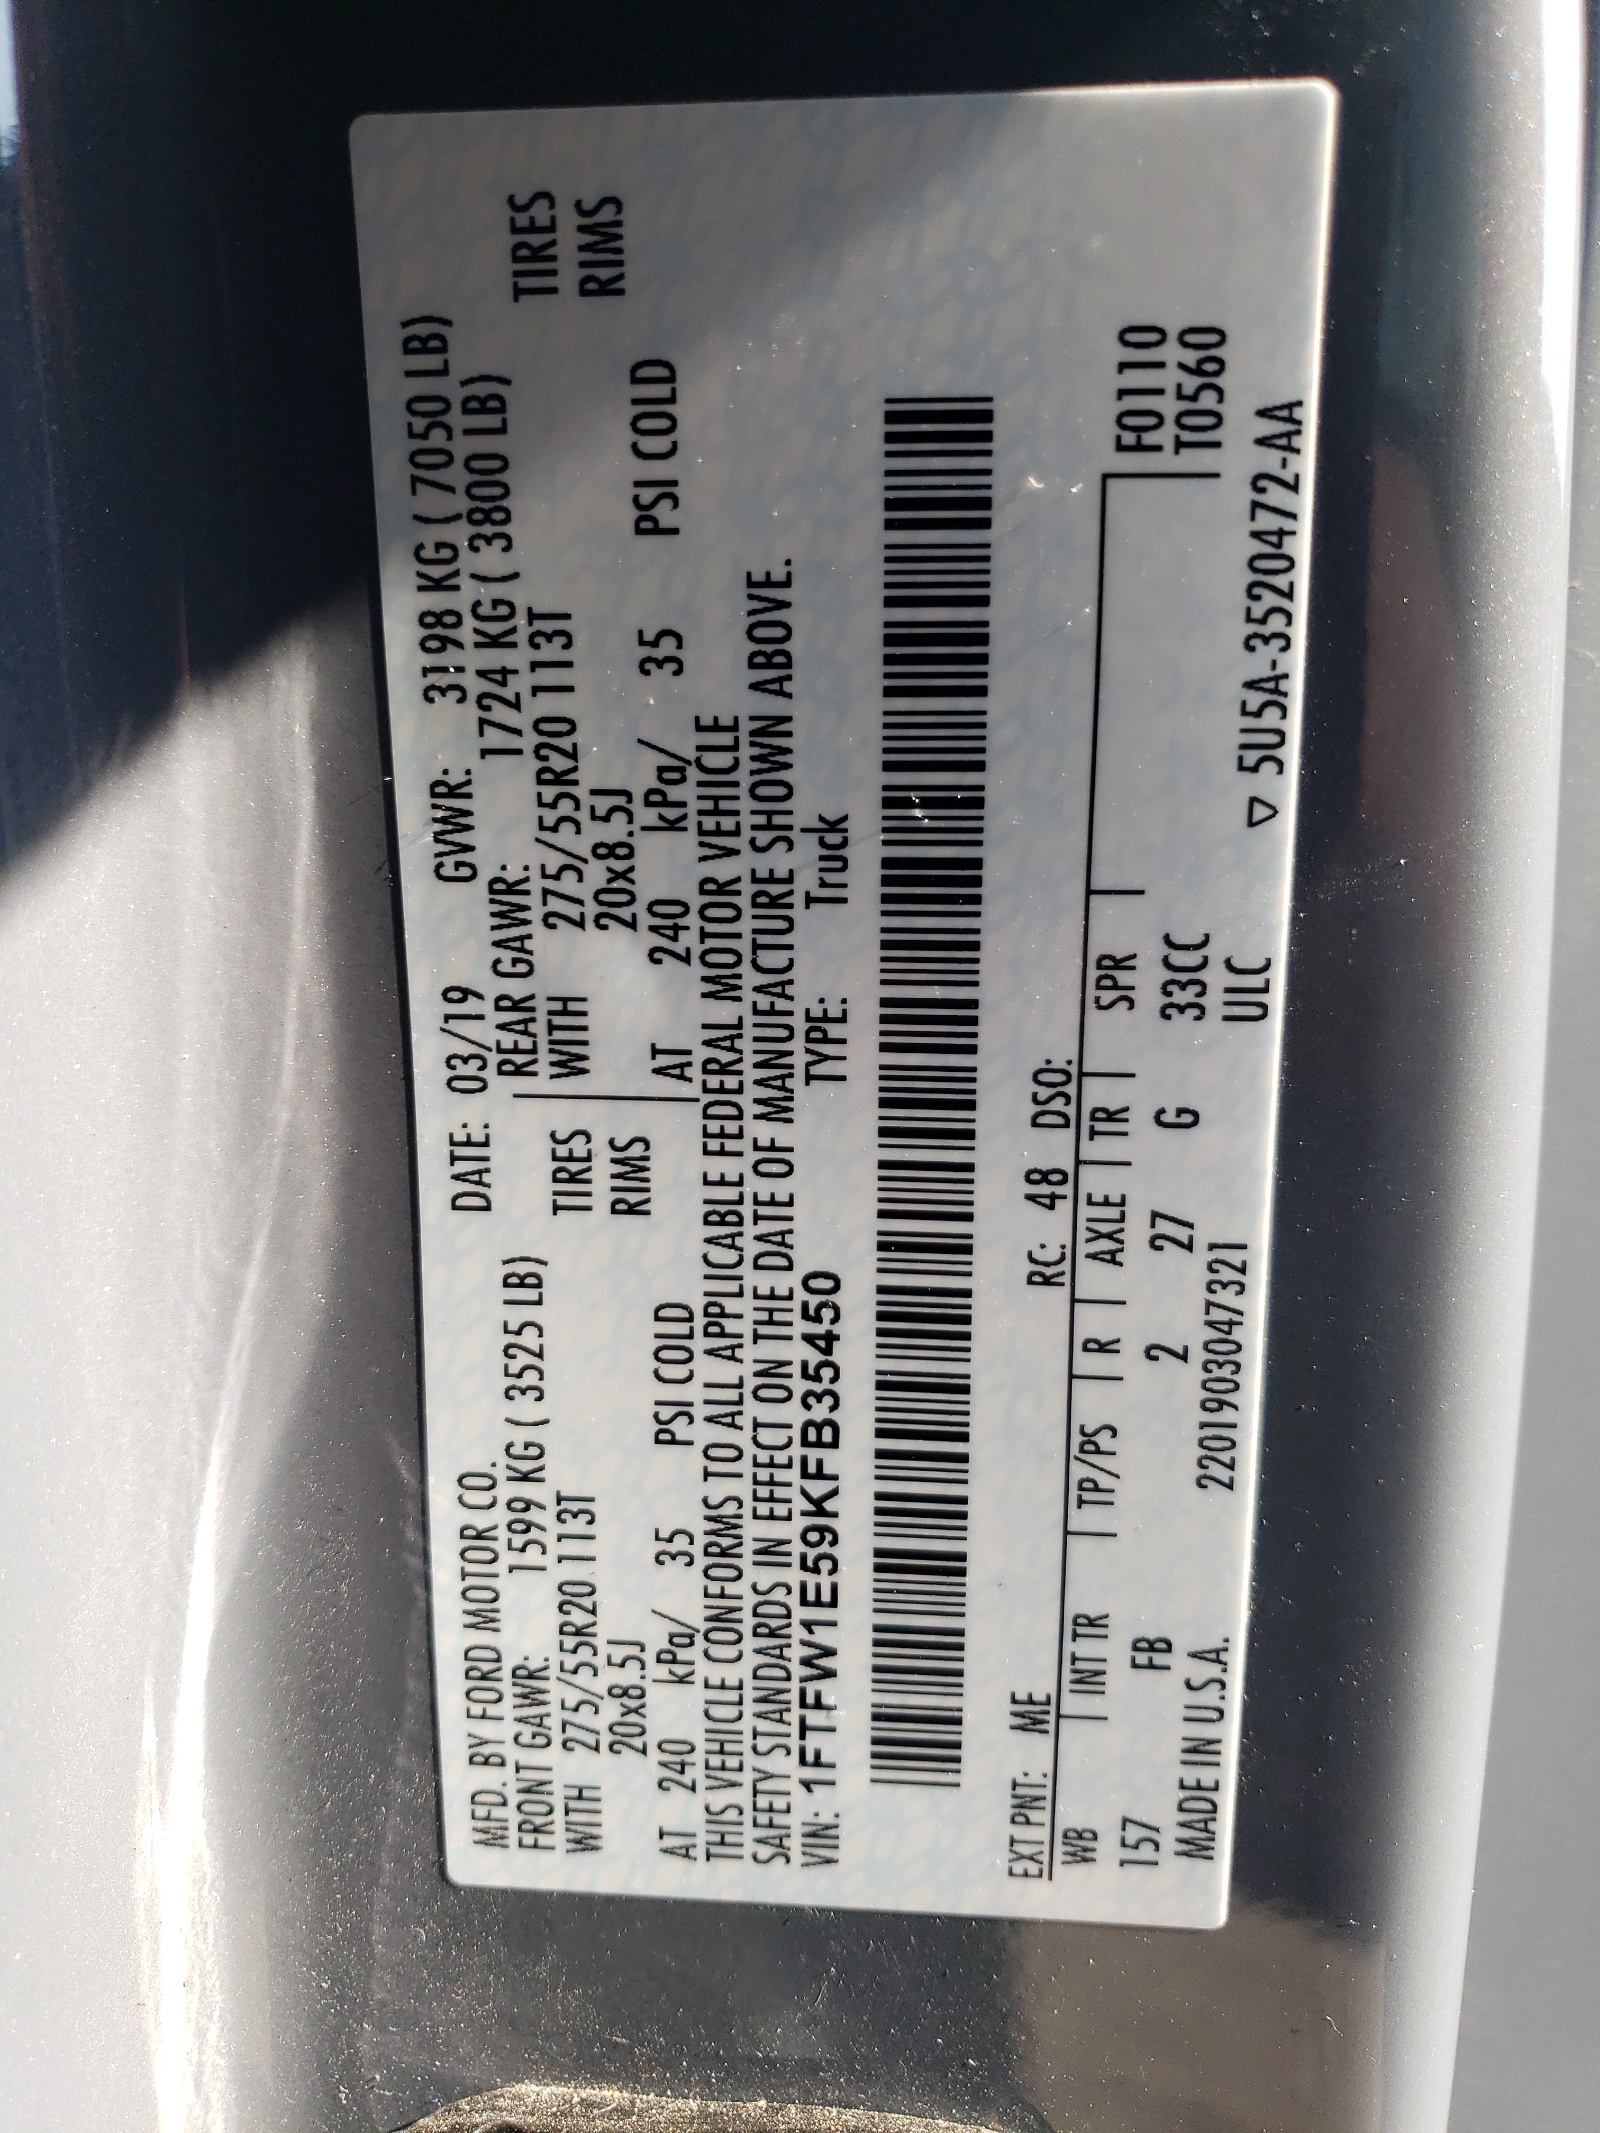 MFD. BY FORD MOTOR CO.
DATE: 03/19 GVWR: 3198 KG ( 7050 LB)
FRONT GAWR: 1599 KG ( 3525 LB) REAR GAWR: 1724 KG ( 3800 LB)
WITH 275/55R20 113T TIRES WITH 275/55R20 113T TIRES
20x8.5J RIMS 20x8.5J RIMS
AT 240 kPa/ 35 PSI COLD AT 240 kPa/ 35 PSI COLD
THIS VEHICLE CONFORMS TO ALL APPLICABLE FEDERAL MOTOR VEHICLE
SAFETY STANDARDS IN EFFECT ON THE DATE OF MANUFACTURE SHOWN ABOVE.
VIN: 1FTFW1E59KFB35450 TYPE: Truck
EXT PNT: ME RC: 48 DSO:
WB INT TR TP/PS R AXLE TR SPR F0110
157 FB 2 27 G 33CC T0560
MADE IN U.S.A. 2201903047321 ULC ▽ 5U5A-3520472-AA